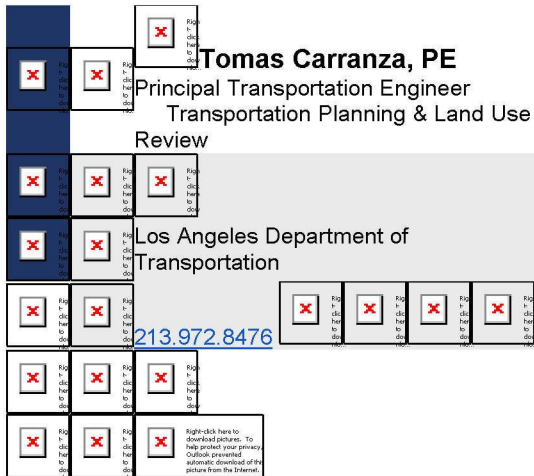 Tomas Carranza, PE
Principal Transportation Engineer
Transportation Planning & Land Use
Review
Los Angeles Department of
Transportation
213.972.8476
Right-click here to
download pictures. To
help protect your privacy,
Outlook prevented
automatic download of this
picture from the Internet.